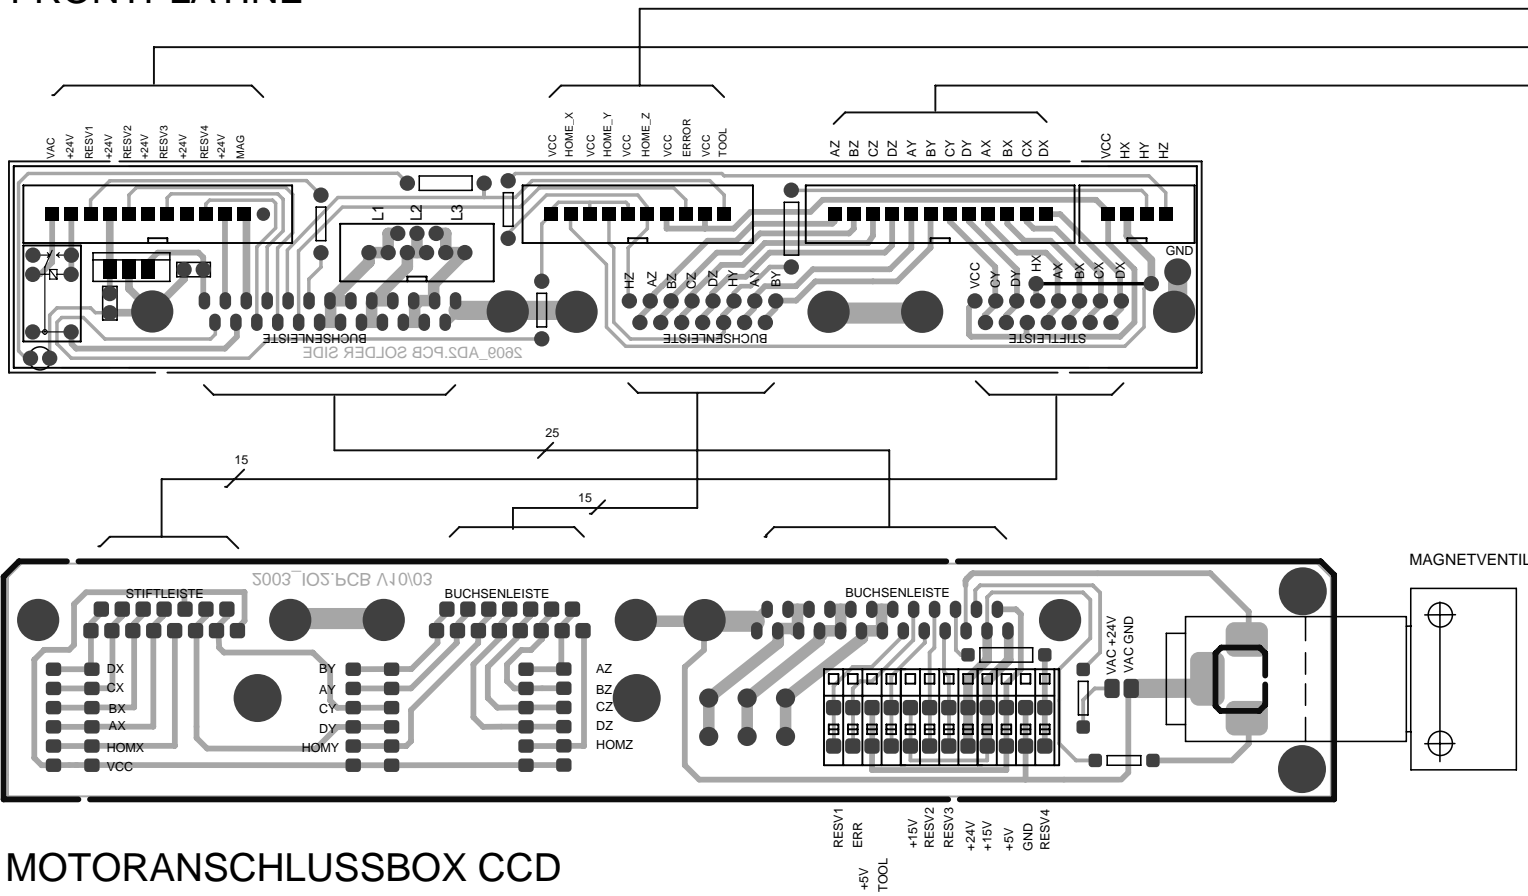 FRONTPLATINE
VAC
+24V
RESV1
+24V
RESV2
+24V
RESV3
+24V
RESV4
+24V
MAG
VCC
HOME_X
VCC
HOME_Y
VCC
HOME_Z
VCC
ERROR
VCC
TOOL
AZ
BZ
CZ
DZ
AY
BY
CY
DY
AX
BX
CX
DX
VCC
HX
HY
HZ
L1
L2
L3
GND
HZ
AZ
BZ
CZ
DZ
HY
AY
BY
VCC
CY
DY
HX
AX
BX
CX
DX
BUCHSENLEISTE
BUCHSENLEISTE
STIFTLEISTE
2609_AD2.PCB SOLDER SIDE
25
15
15
MAGNETVENTIL
2003_IO2.PCB V10/03
STIFTLEISTE
BUCHSENLEISTE
BUCHSENLEISTE
VAC +24V
VAC GND
DX
CX
BX
AX
HOMX
VCC
BY
AY
CY
DY
HOMY
AZ
BZ
CZ
DZ
HOMZ
RESV1
ERR
+5V
TOOL
+15V
RESV2
RESV3
+24V
+15V
+5V
GND
RESV4
MOTORANSCHLUSSBOX CCD